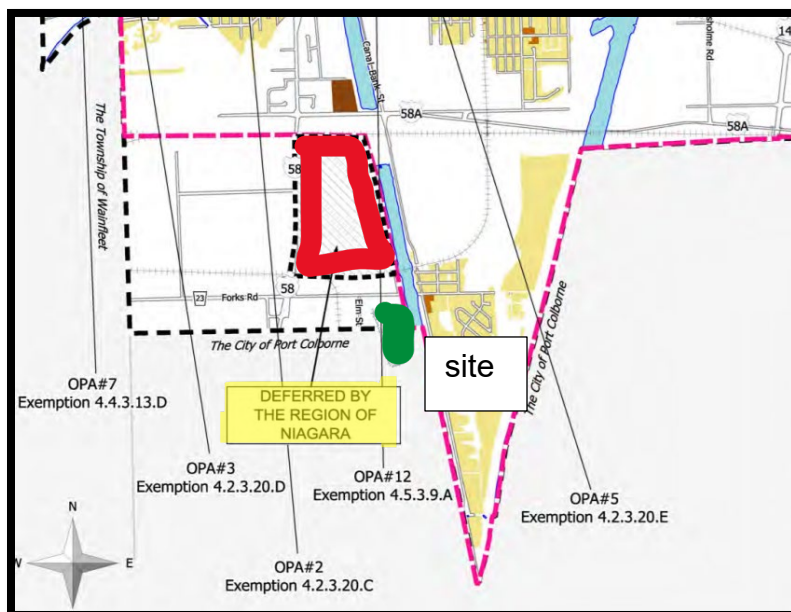 Canal Bank St
58A
58A
14
The Township of Wainfleet
58
58
23
Forks Rd
Elm St
The City of Port Colborne
site
The City of Port Colborne
DEFERRED BY
THE REGION OF
NIAGARA
OPA#7
Exemption 4.4.3.13.D
OPA#3
Exemption 4.2.3.20.D
OPA#12
Exemption 4.5.3.9.A
OPA#5
Exemption 4.2.3.20.E
OPA#2
Exemption 4.2.3.20.C
N
W
E
S